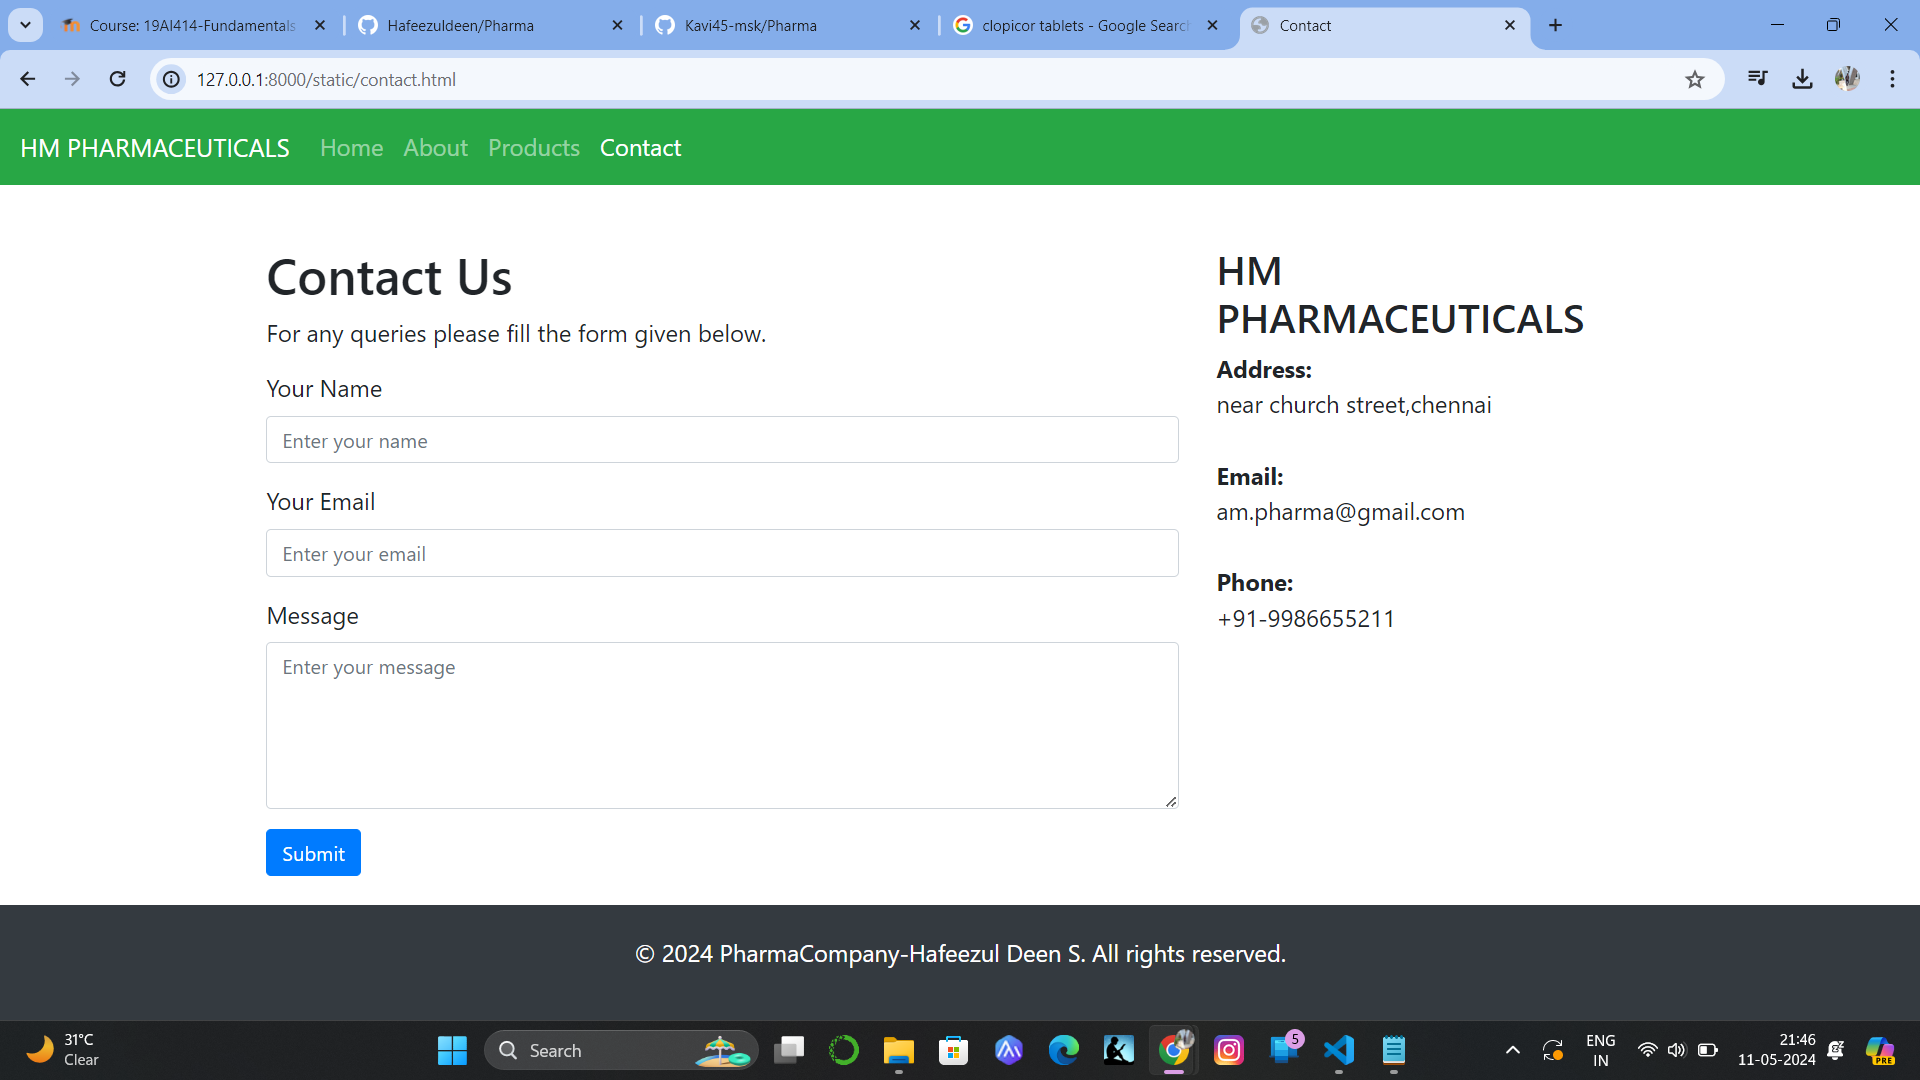 Course: 19AI414-Fundamentals
Hafeezuldeen/Pharma
Kavi45-msk/Pharma
clopicor tablets - Google Search
Contact
127.0.0.1:8000/static/contact.html
HM PHARMACEUTICALS Home About Products Contact
Contact Us
For any queries please fill the form given below.
Your Name
Enter your name
Your Email
Enter your email
Message
Enter your message
Submit
HM
PHARMACEUTICALS
Address:
near church street,chennai
Email:
am.pharma@gmail.com
Phone:
+91-9986655211
© 2024 PharmaCompany-Hafeezul Deen S. All rights reserved.
31°C
Clear
Search
5
ENG
IN
21:46
11-05-2024
PRE